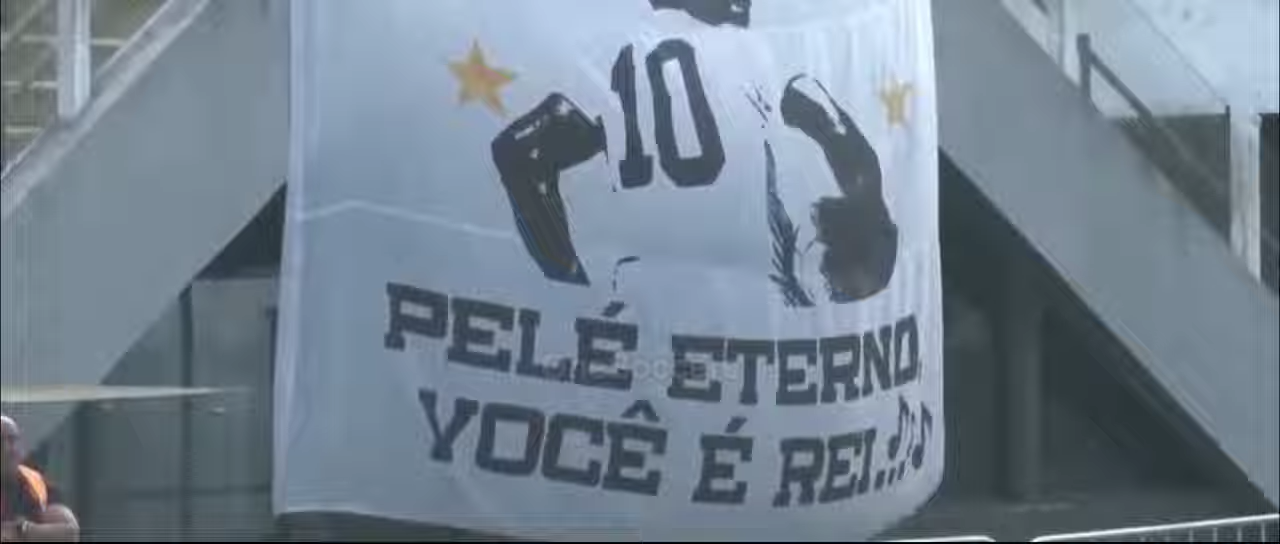 10
PELÉ ETERNO,
VOCÊ É REI...♪♪